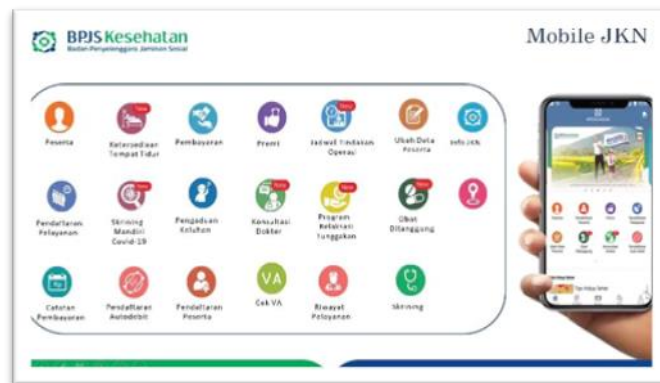 BPJS Kesehatan
Badan Penyelenggara Jaminan Sosial
Mobile JKN
Peserta
Ketersediaan
Tempat Tidur
New
Pembayaran
Premi
Jadwal Tindakan
Operasi
New
Ubah Data
Peserta
New
Info JKN
Pendaftaran
Pelayanan
Skrining
Mandiri
Covid-19
New
Pengaduan
Keluhan
Konsultasi
Dokter
New
Program
Relaksasi
Tunggakan
New
Obat
Ditanggung
New
Catatan
Pembayaran
Pendaftaran
Autodebit
Pendaftaran
Peserta
VA
Cek VA
Riwayat
Pelayanan
Skrining